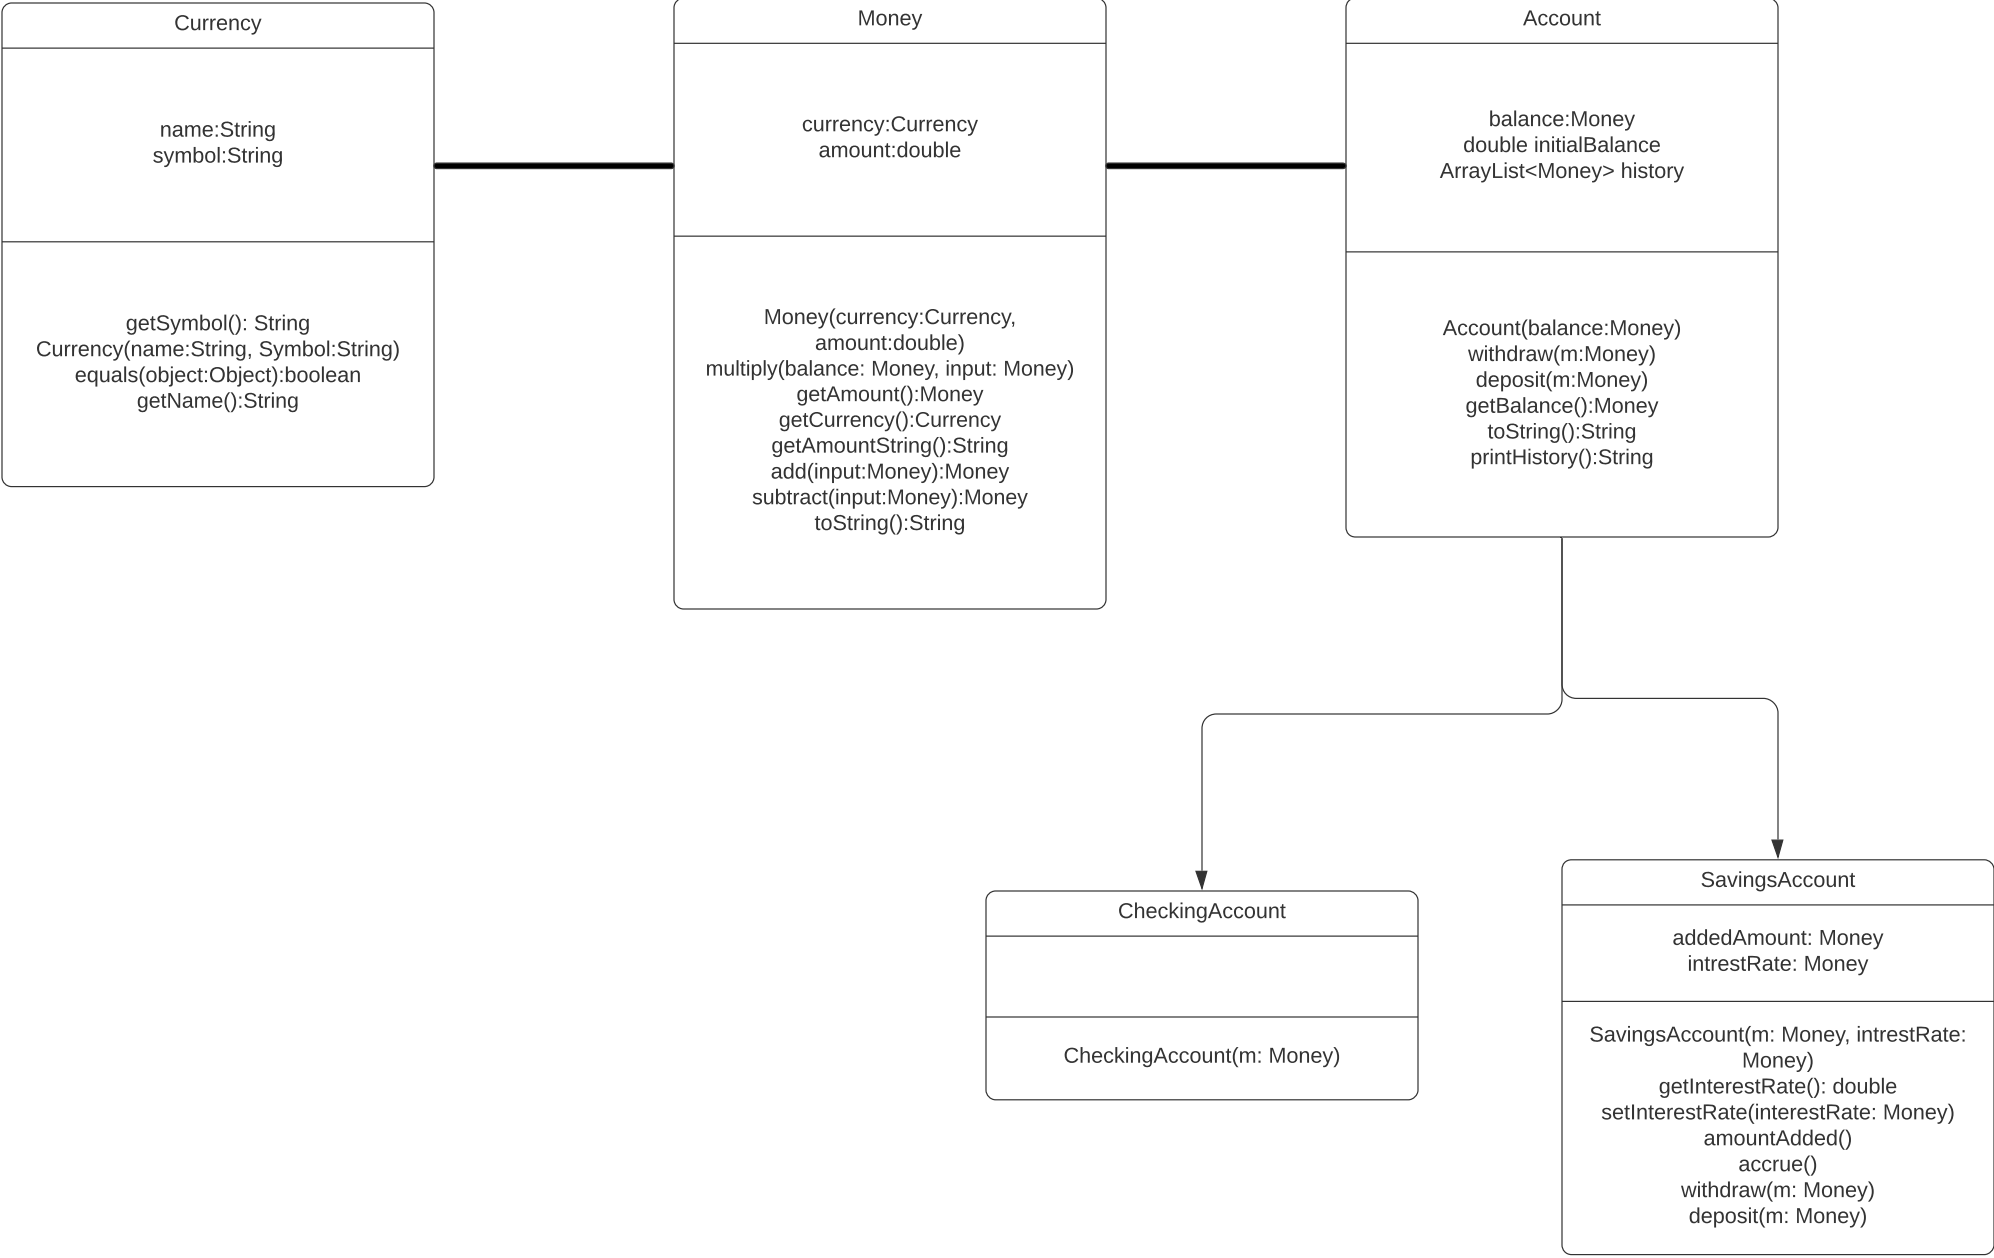 Currency
name:String
symbol:String
getSymbol(): String
Currency(name:String, Symbol:String)
equals(object:Object):boolean
getName():String
Money
currency:Currency
amount:double
Money(currency:Currency,
amount:double)
multiply(balance: Money, input: Money)
getAmount():Money
getCurrency():Currency
getAmountString():String
add(input:Money):Money
subtract(input:Money):Money
toString():String
Account
balance:Money
double initialBalance
ArrayList<Money> history
Account(balance:Money)
withdraw(m:Money)
deposit(m:Money)
getBalance():Money
toString():String
printHistory():String
CheckingAccount
CheckingAccount(m: Money)
SavingsAccount
addedAmount: Money
intrestRate: Money
SavingsAccount(m: Money, intrestRate:
Money)
getInterestRate(): double
setInterestRate(interestRate: Money)
amountAdded()
accrue()
withdraw(m: Money)
deposit(m: Money)